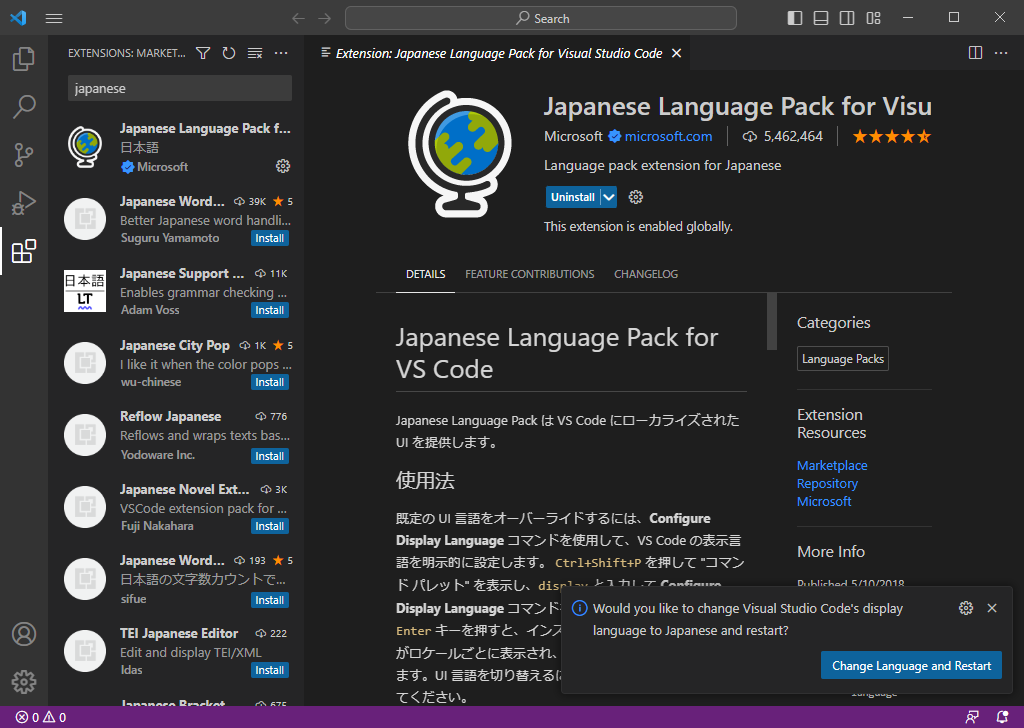 Search
EXTENSIONS: MARKET...
japanese
Japanese Language Pack f...
日本語
Microsoft
Japanese Word... 39K 5
Better Japanese word handli...
Suguru Yamamoto Install
日本語
LT
Japanese Support ... 11K
Enables grammar checking ...
Adam Voss Install
Japanese City Pop 1K 5
I like it when the color pops ...
wu-chinese Install
Reflow Japanese 776
Reflows and wraps texts bas...
Yodoware Inc. Install
Japanese Novel Ext... 3K
VSCode extension pack for ...
Fuji Nakahara Install
Japanese Word... 193 5
日本語の文字数カウントで...
sifue Install
TEI Japanese Editor 222
Edit and display TEI/XML
ldas Install
Japanese Bracket 675
Extension: Japanese Language Pack for Visual Studio Code
Japanese Language Pack for Visu
Microsoft microsoft.com 5,462,464
Language pack extension for Japanese
Uninstall
This extension is enabled globally.
DETAILS FEATURE CONTRIBUTIONS CHANGELOG
Japanese Language Pack for
VS Code
Japanese Language Pack は VS Code にローカライズされた
UI を提供します。
使用法
既定の UI 言語をオーバーライドするには、Configure
Display Language コマンドを使用して、VS Code の表示言
語を明示的に設定します。 Ctrl+Shift+P を押して "コマン
ド パレット" を表示し、display と入力して Configure
Display Language コマンド
Enter キーを押すと、インス
がロケールごとに表示され、
ます。UI 言語を切り替えるに
てください。
Categories
Language Packs
Extension
Resources
Marketplace
Repository
Microsoft
More Info
Published 5/10/2018
Would you like to change Visual Studio Code's display
language to Japanese and restart?
Change Language and Restart
language
0 0